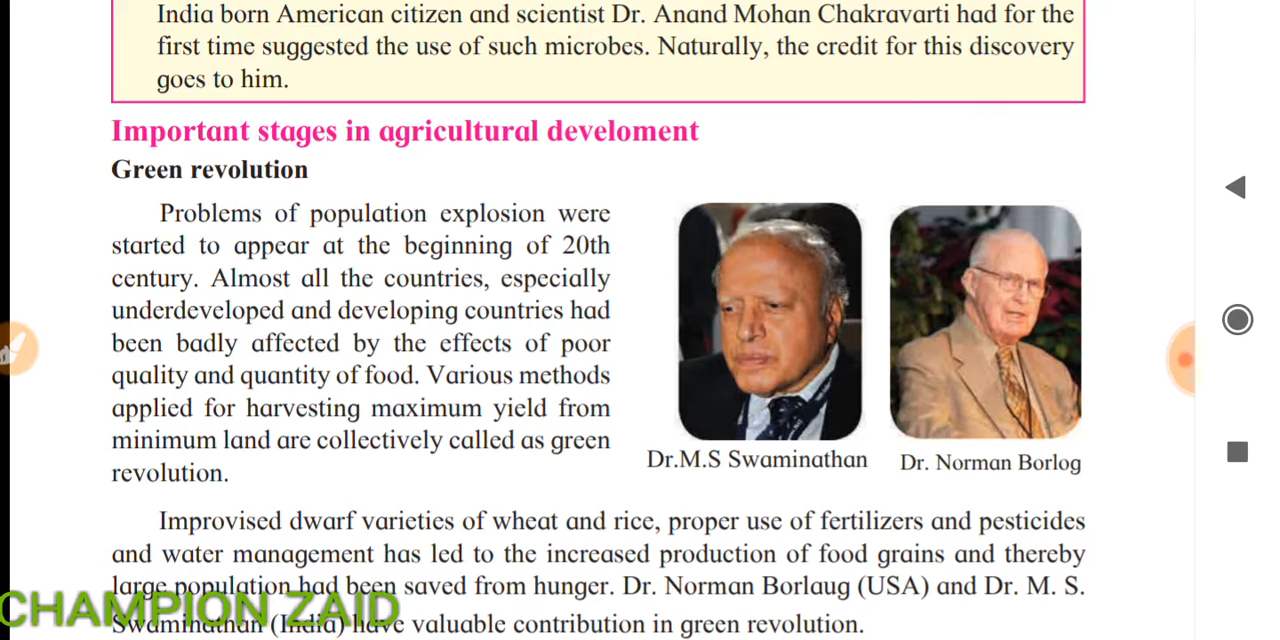 India born American citizen and scientist Dr. Anand Mohan Chakravarti had for the
first time suggested the use of such microbes. Naturally, the credit for this discovery
goes to him.
Important stages in agricultural develoment
Green revolution
Problems of population explosion were
started to appear at the beginning of 20th
century. Almost all the countries, especially
underdeveloped and developing countries had
been badly affected by the effects of poor
quality and quantity of food. Various methods
applied for harvesting maximum yield from
minimum land are collectively called as green
revolution.
Dr.M.S Swaminathan
Dr. Norman Borlog
Improvised dwarf varieties of wheat and rice, proper use of fertilizers and pesticides
and water management has led to the increased production of food grains and thereby
large population had been saved from hunger. Dr. Norman Borlaug (USA) and Dr. M. S.
Swaminathan (India) have valuable contribution in green revolution.
CHAMPION ZAID